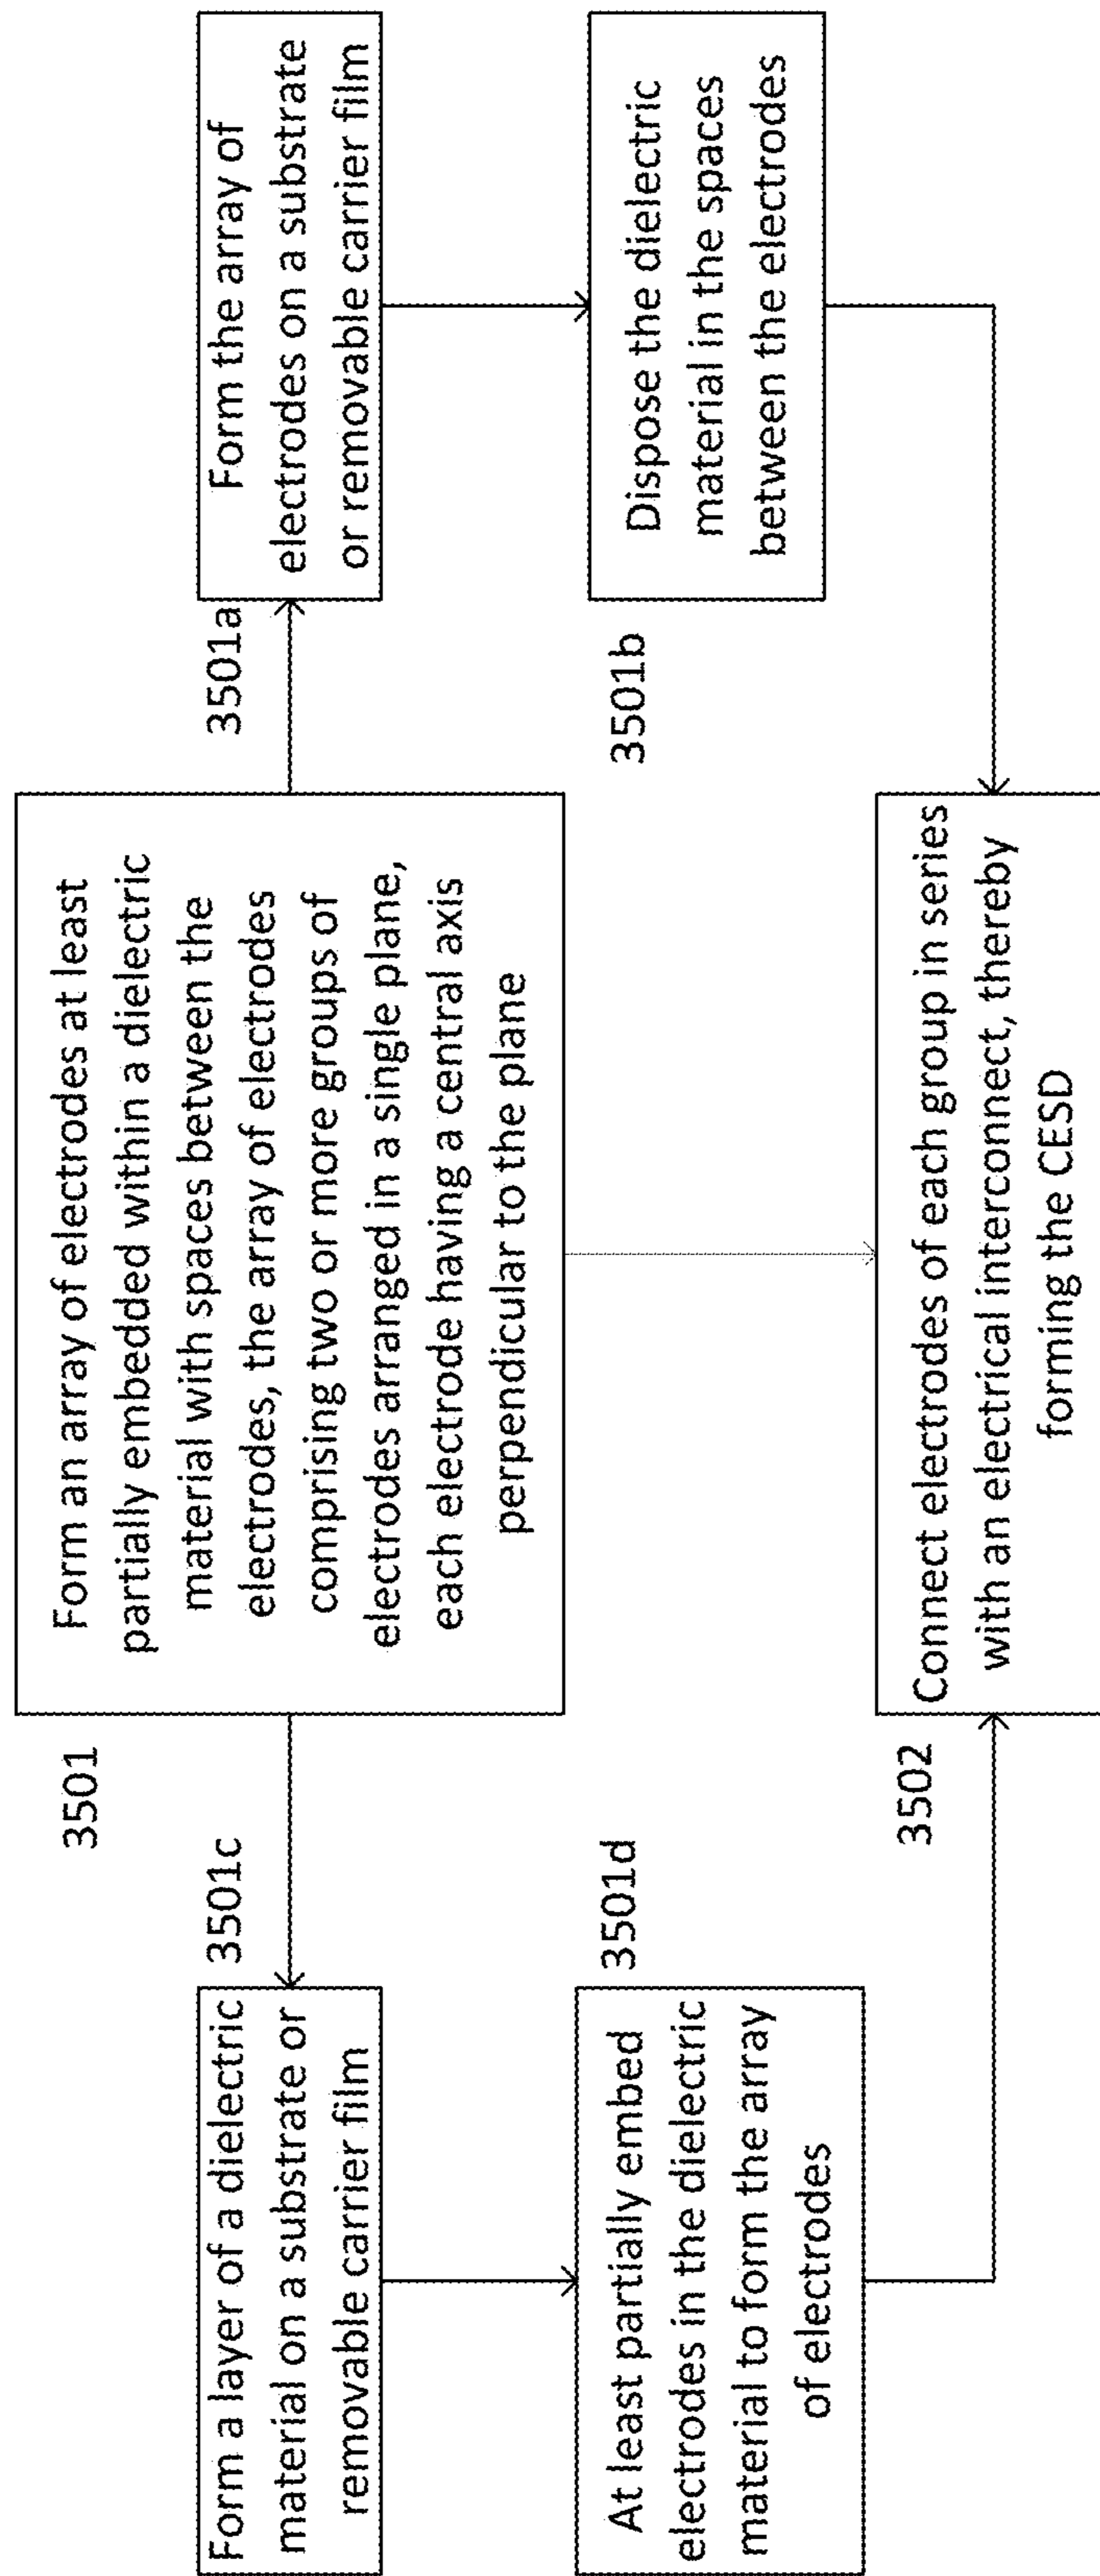 3501
Form an array of electrodes at least
partially embedded within a dielectric
material with spaces between the
electrodes, the array of electrodes
comprising two or more groups of
electrodes arranged in a single plane,
each electrode having a central axis
perpendicular to the plane
3501c
Form a layer of a dielectric
material on a substrate or
removable carrier film
3501a
Form the array of
electrodes on a substrate
or removable carrier film
3501d
At least partially embed
electrodes in the dielectric
material to form the array
of electrodes
3501b
Dispose the dielectric
material in the spaces
between the electrodes
3502
Connect electrodes of each group in series
with an electrical interconnect, thereby
forming the CESD